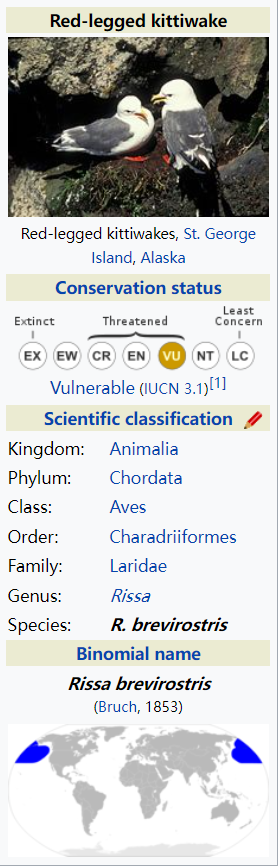 Red-legged kittiwake
Red-legged kittiwakes, St. George
Island, Alaska
Conservation status
Extinct
Threatened
Least
Concern
EX EW CR EN VU NT LC
Vulnerable (IUCN 3.1)[1]
Scientific classification
Kingdom: Animalia
Phylum: Chordata
Class: Aves
Order: Charadriiformes
Family: Laridae
Genus: Rissa
Species: R. brevirostris
Binomial name
Rissa brevirostris
(Bruch, 1853)